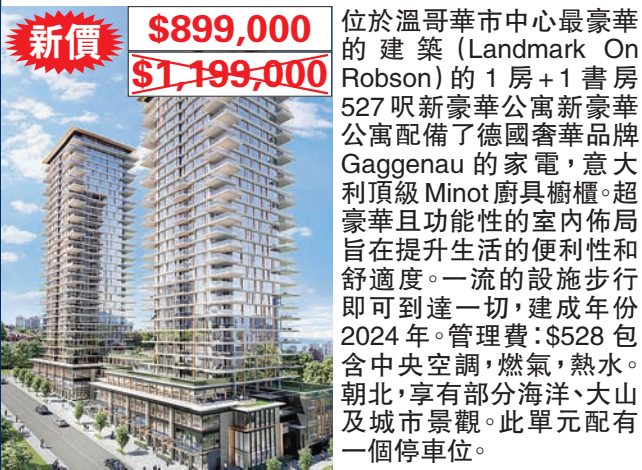 新價
$899,000
$1,199,000
位於溫哥華市中心最豪華
的建築(Landmark On
Robson)的1房+1書房
527呎新豪華公寓新豪華
公寓配備了德國奢華品牌
Gaggenau的家電，意大
利頂級Minot廚具櫥櫃。超
豪華且功能性的室內佈局
旨在提升生活的便利性和
舒適度。一流的設施步行
即可到達一切，建成年份
2024年。管理費：$528包
含中央空調，燃氣，熱水。
朝北，享有部分海洋、大山
及城市景觀。此單元配有
一個停車位。